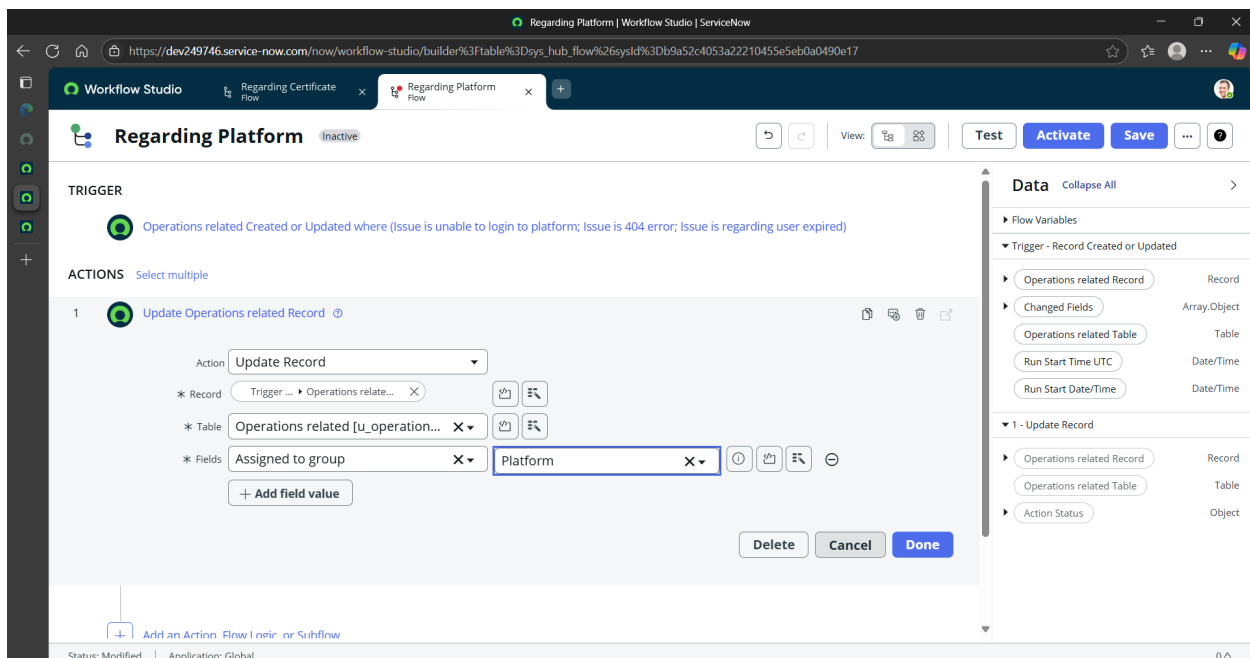 Regarding Platform | Workflow Studio | ServiceNow
https://dev249746.service-now.com/now/workflow-studio/builder%3Ftable%3Dsys_hub_flow%26sysId%3Db9a52c4053a22210455e5eb0a0490e17
Workflow Studio
Regarding Certificate
Flow
Regarding Platform
Flow
Regarding Platform Inactive
View:
Test
Activate
Save
TRIGGER
Operations related Created or Updated where (Issue is unable to login to platform; Issue is 404 error; Issue is regarding user expired)
ACTIONS Select multiple
1 Update Operations related Record
Action Update Record
* Record Trigger ... Operations relate...
* Table Operations related [u_operation...
* Fields Assigned to group Platform
+ Add field value
Delete Cancel Done
Add an Action, Flow Logic, or Subflow
Status: Modified | Application: Global
Data Collapse All
Flow Variables
Trigger - Record Created or Updated
Operations related Record Record
Changed Fields Array.Object
Operations related Table Table
Run Start Time UTC Date/Time
Run Start Date/Time Date/Time
1 - Update Record
Operations related Record Record
Operations related Table Table
Action Status Object